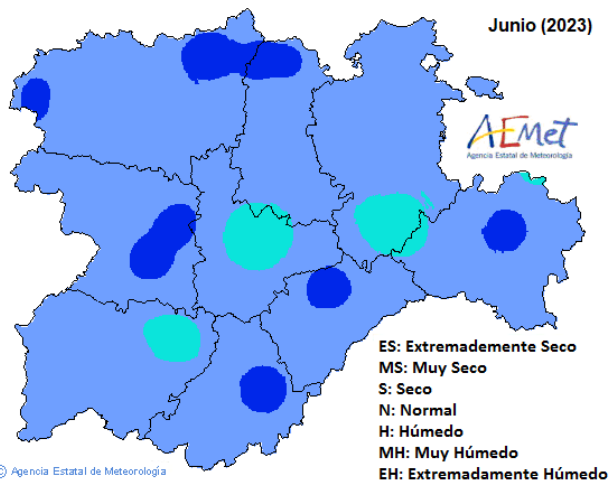 Junio (2023)
AEMet
Agencia Estatal de Meteorología
ES: Extremademente Seco
MS: Muy Seco
S: Seco
N: Normal
H: Húmedo
MH: Muy Húmedo
EH: Extremadamente Húmedo
© Agencia Estatal de Meteorología